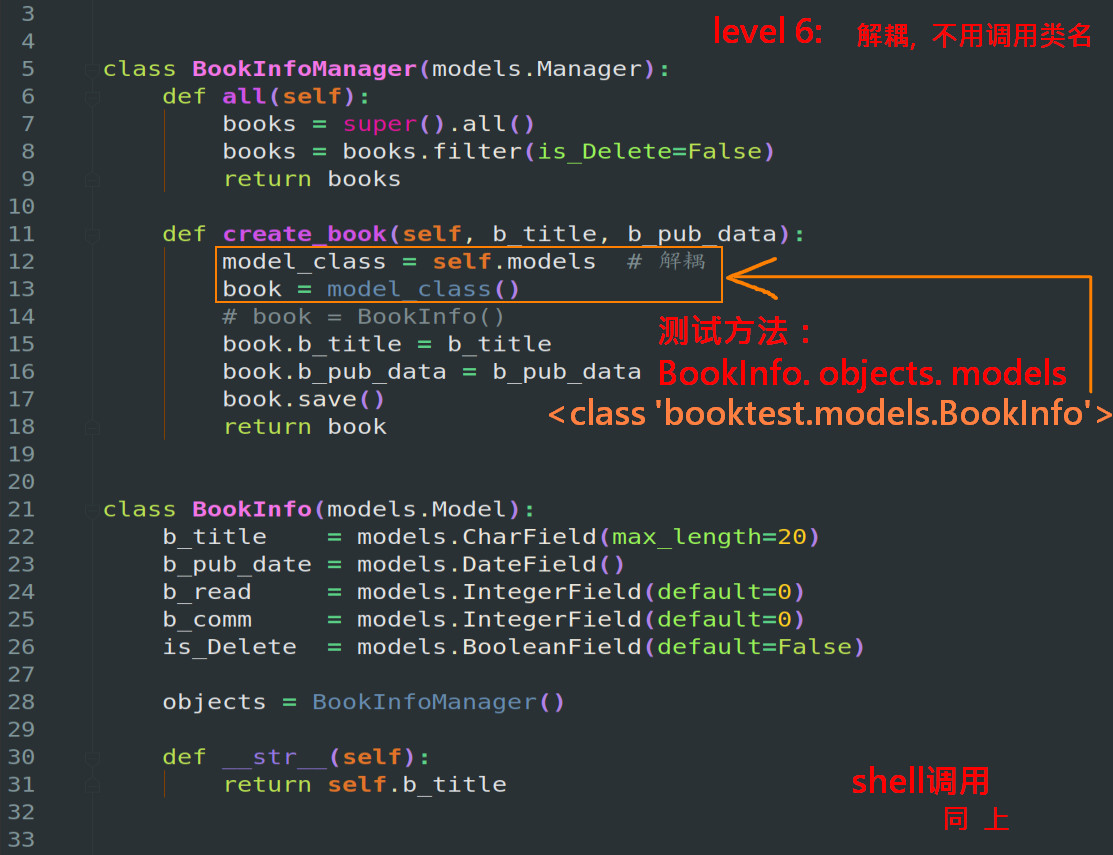 3
level 6: 解耦, 不用调用类名
4
5 class BookInfoManager(models.Manager):
6     def all(self):
7         books = super().all()
8         books = books.filter(is_Delete=False)
9         return books
10
11     def create_book(self, b_title, b_pub_data):
12         model_class = self.models  # 解耦
13         book = model_class()
14         # book = BookInfo()
15         book.b_title = b_title
测试方法：
16         book.b_pub_data = b_pub_data
BookInfo. objects. models
17         book.save()
<class 'booktest.models.BookInfo'>
18         return book
19
20
21 class BookInfo(models.Model):
22     b_title    = models.CharField(max_length=20)
23     b_pub_date = models.DateField()
24     b_read     = models.IntegerField(default=0)
25     b_comm     = models.IntegerField(default=0)
26     is_Delete  = models.BooleanField(default=False)
27
28     objects = BookInfoManager()
29
30     def __str__(self):
31         return self.b_title
shell调用
32
同 上
33